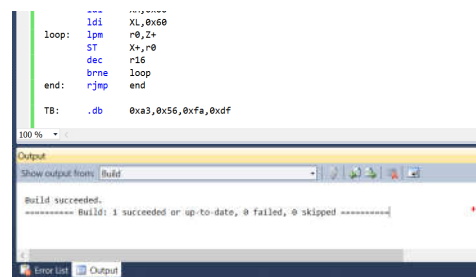 ldi XL,0x60
loop: lpm r0,Z+
ST X+,r0
dec r16
brne loop
end: rjmp end
TB: .db 0xa3,0x56,0xfa,0xdf
100 %
Output
Show output from: Build
Build succeeded.
========== Build: 1 succeeded or up-to-date, 0 failed, 0 skipped ==========
Error List Output